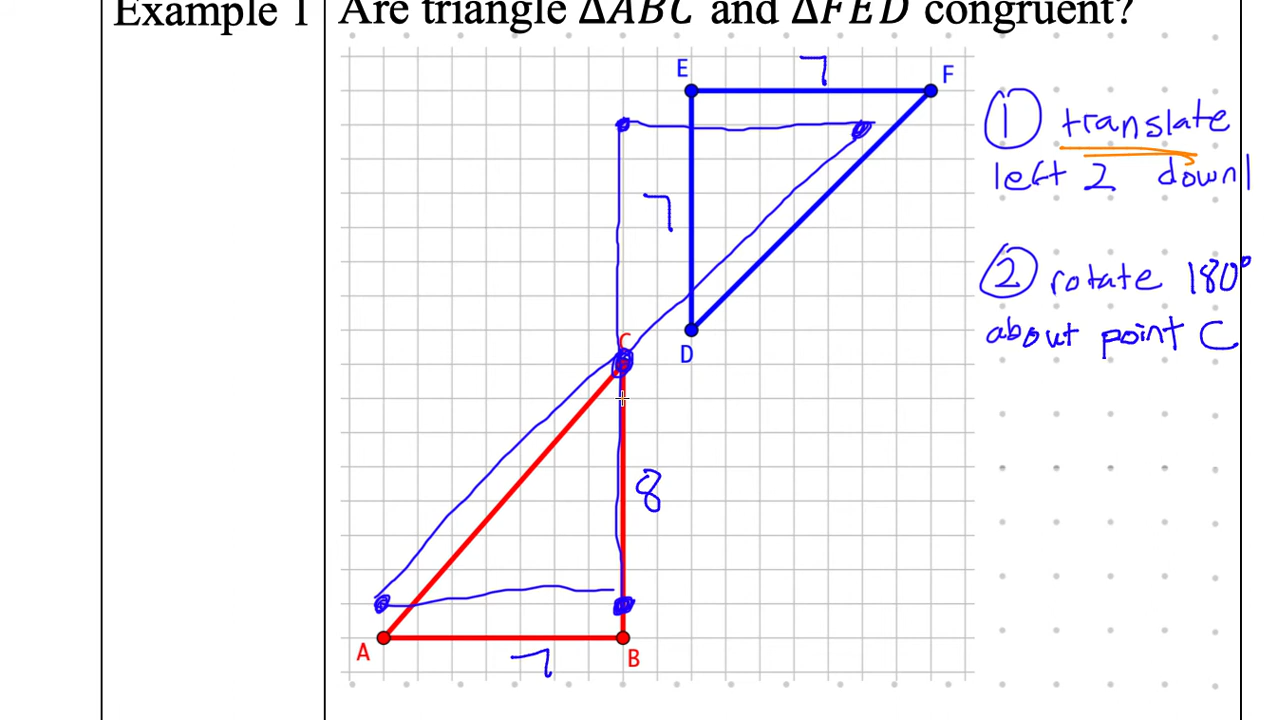 Example 1
Are triangle ΔABC and ΔFED congruent?
E
7
F
① translate
left 2 down 1
7
② rotate 180°
about point C
C
D
8
A
7
B